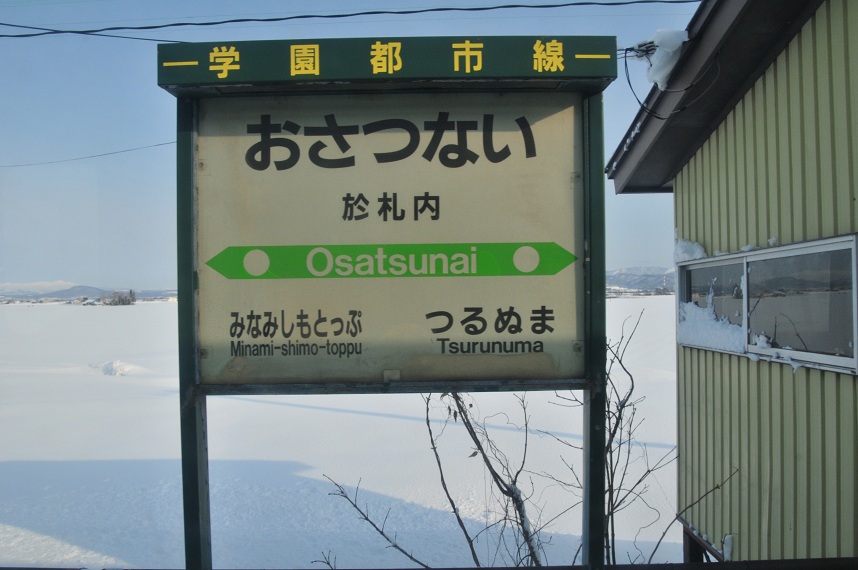 ー学園都市線ー
おさつない
於札内
Osatsunai
みなみしもとっぷ つるぬま
Minami-shimo-toppu Tsurunuma